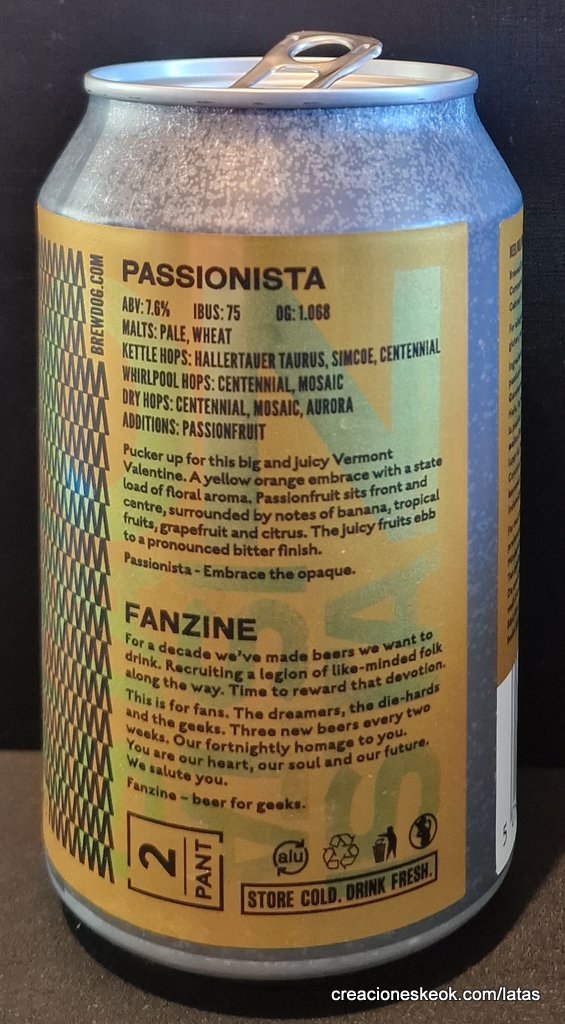 BREWDOG.COM
PASSIONISTA
ABV: 7.6% IBUS: 75 OG: 1.068
MALTS: PALE, WHEAT
KETTLE HOPS: HALLERTAUER TAURUS, SIMCOE, CENTENNIAL
WHIRLPOOL HOPS: CENTENNIAL, MOSAIC
DRY HOPS: CENTENNIAL, MOSAIC, AURORA
ADDITIONS: PASSIONFRUIT
Pucker up for this big and juicy Vermont
Valentine. A yellow orange embrace with a state
load of floral aroma. Passionfruit sits front and
centre, surrounded by notes of banana, tropical
fruits, grapefruit and citrus. The juicy fruits ebb
to a pronounced bitter finish.
Passionista - Embrace the opaque.
FANZINE
For a decade we've made beers we want to
drink. Recruiting a legion of like-minded folk
along the way. Time to reward that devotion.
This is for fans. The dreamers, the die-hards
and the geeks. Three new beers every two
weeks. Our fortnightly homage to you.
You are our heart, our soul and our future.
We salute you.
Fanzine - beer for geeks.
2
PANT
alu
STORE COLD. DRINK FRESH.
5
creacioneskeok.com/latas